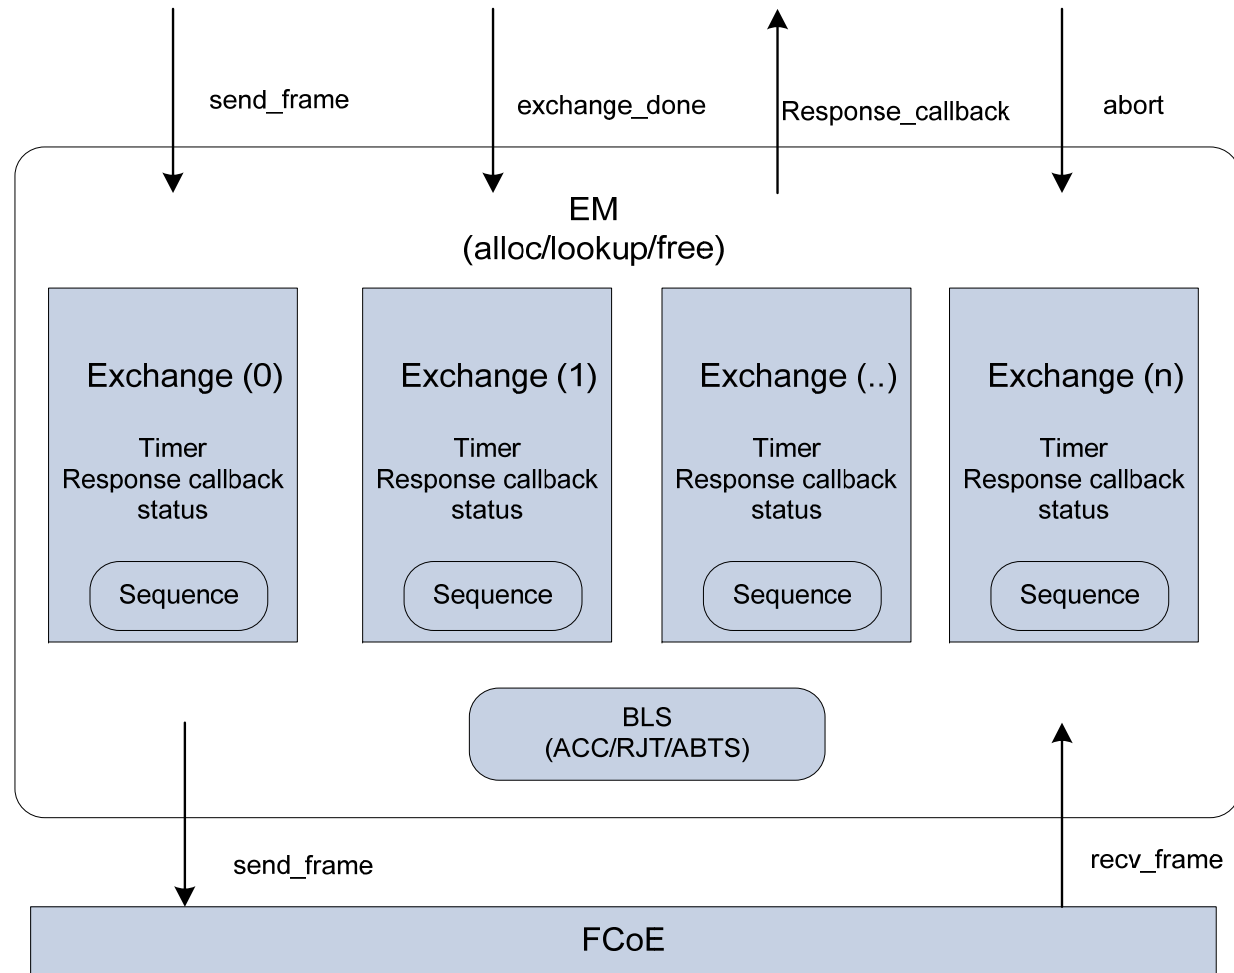 send_frame
exchange_done
Response_callback
abort
EM
(alloc/lookup/free)
Exchange (0)
Timer
Response callback
status
Sequence
Exchange (1)
Timer
Response callback
status
Sequence
Exchange (..)
Timer
Response callback
status
Sequence
Exchange (n)
Timer
Response callback
status
Sequence
BLS
(ACC/RJT/ABTS)
send_frame
recv_frame
FCoE